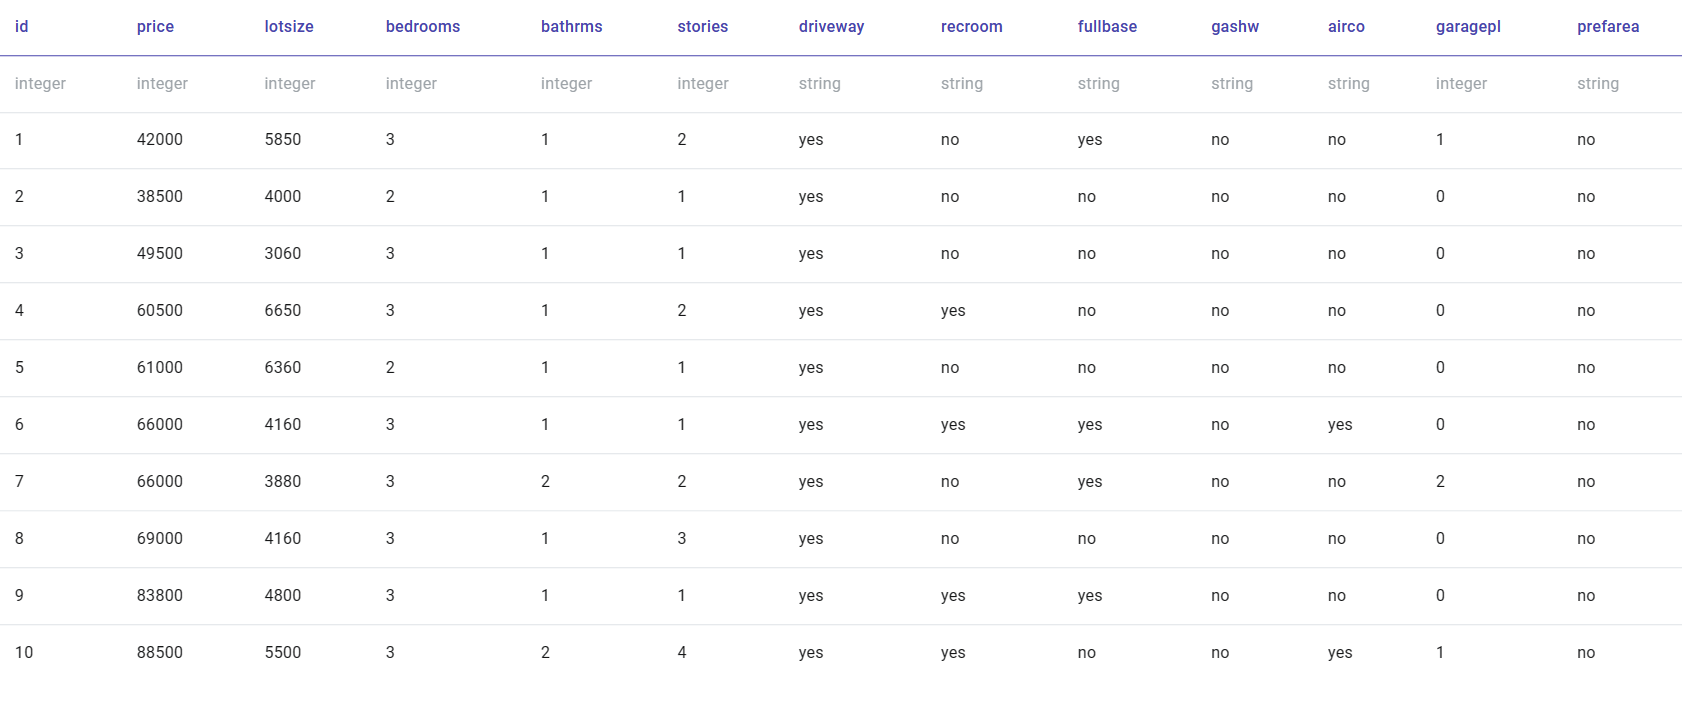 id price lotsize bedrooms bathrms stories driveway recroom fullbase gashw airco garagepl prefarea
integer integer integer integer integer integer string string string string string integer string
1 42000 5850 3 1 2 yes no yes no no 1 no
2 38500 4000 2 1 1 yes no no no no 0 no
3 49500 3060 3 1 1 yes no no no no 0 no
4 60500 6650 3 1 2 yes yes no no no 0 no
5 61000 6360 2 1 1 yes no no no no 0 no
6 66000 4160 3 1 1 yes yes yes no yes 0 no
7 66000 3880 3 2 2 yes no yes no no 2 no
8 69000 4160 3 1 3 yes no no no no 0 no
9 83800 4800 3 1 1 yes yes yes no no 0 no
10 88500 5500 3 2 4 yes yes no no yes 1 no